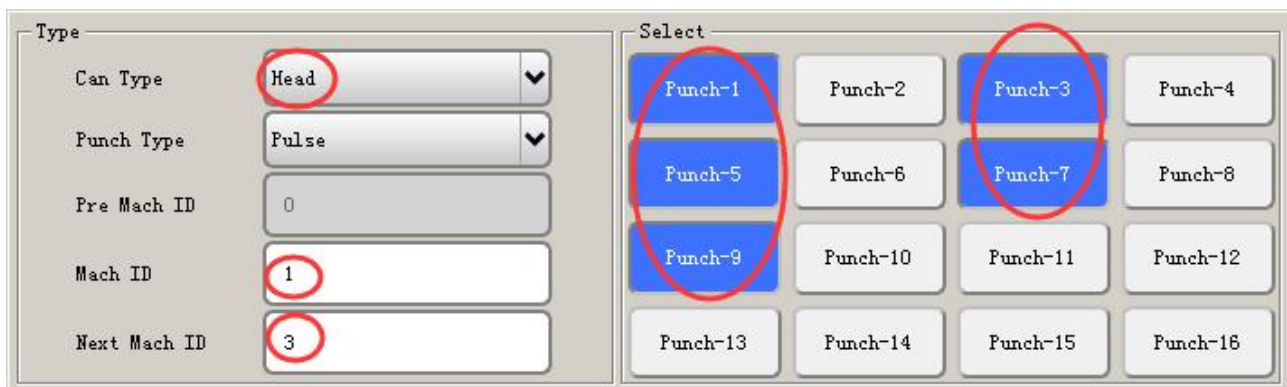 Type
Can Type Head
Punch Type Pulse
Pre Mach ID 0
Mach ID 1
Next Mach ID 3
Select
Punch-1 Punch-2 Punch-3 Punch-4
Punch-5 Punch-6 Punch-7 Punch-8
Punch-9 Punch-10 Punch-11 Punch-12
Punch-13 Punch-14 Punch-15 Punch-16